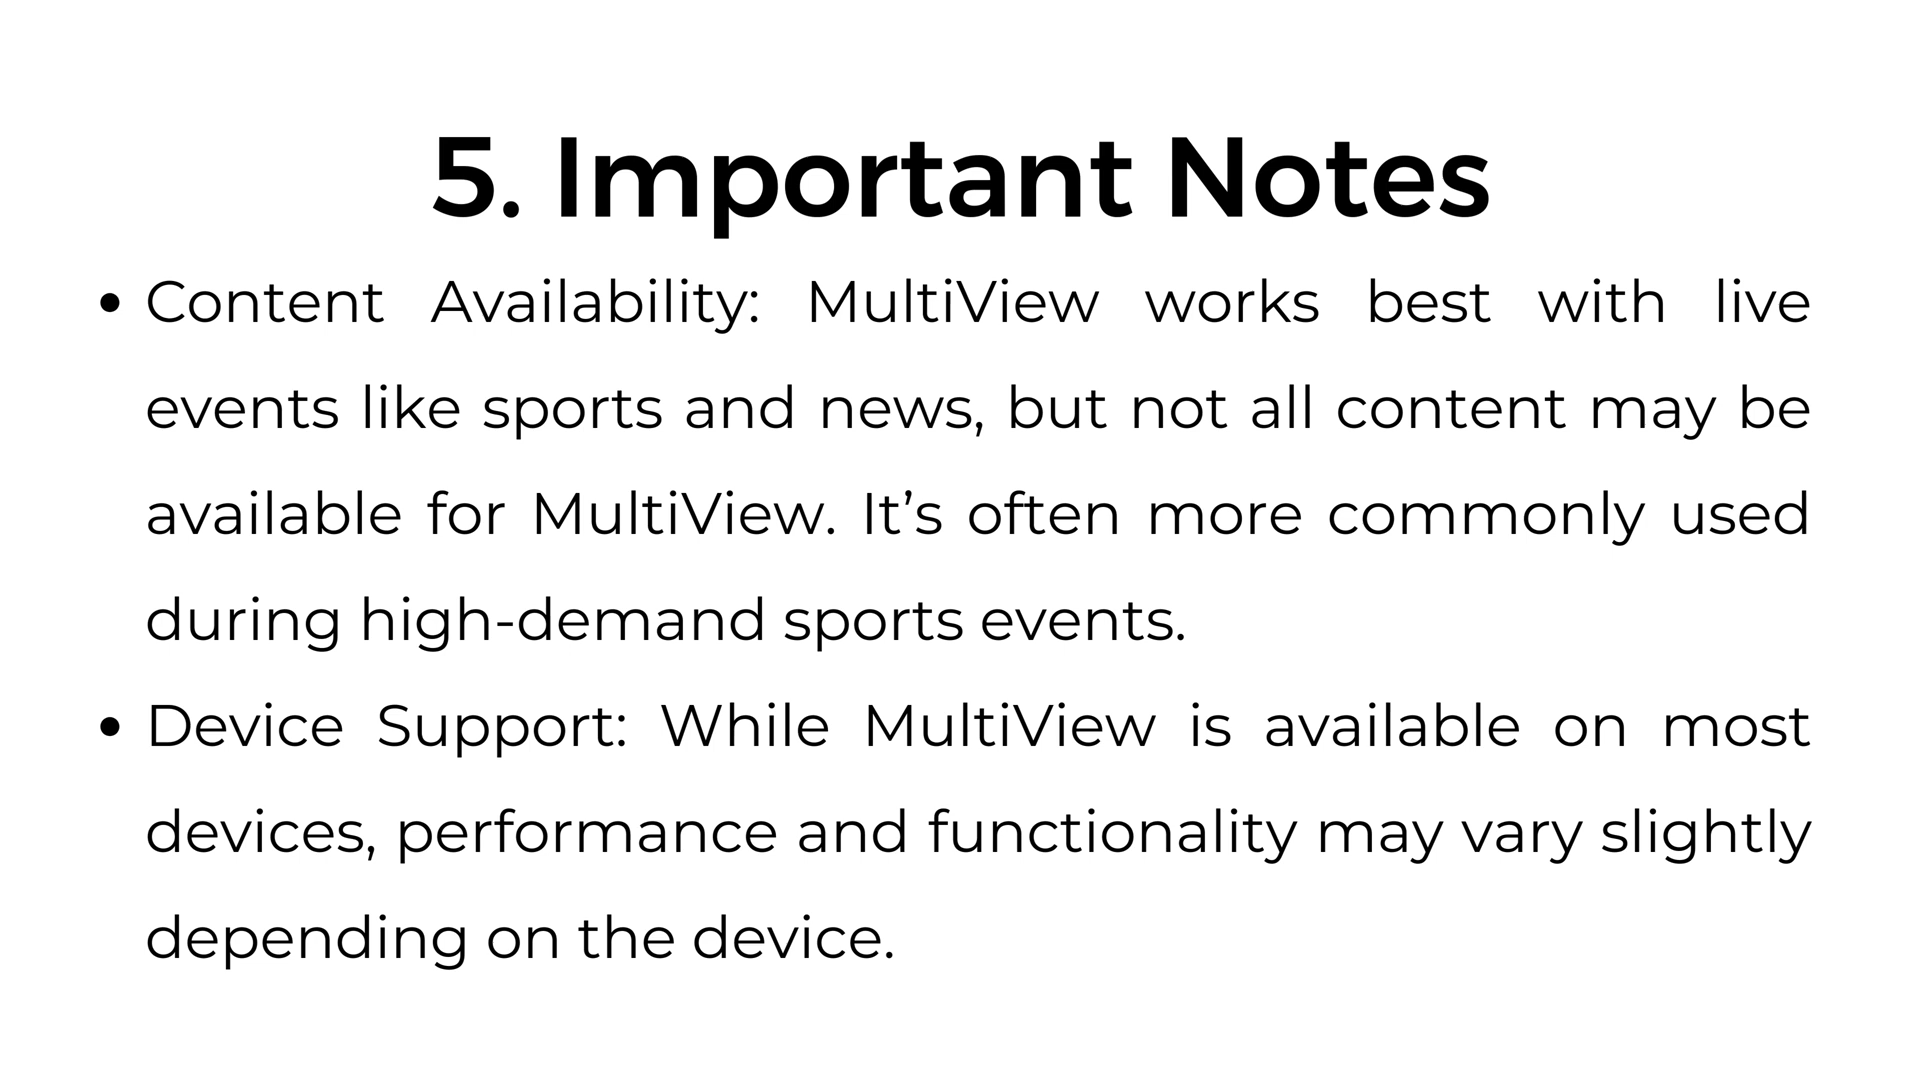 5. Important Notes
• Content Availability: MultiView works best with live
events like sports and news, but not all content may be
available for MultiView. It’s often more commonly used
during high-demand sports events.
• Device Support: While MultiView is available on most
devices, performance and functionality may vary slightly
depending on the device.